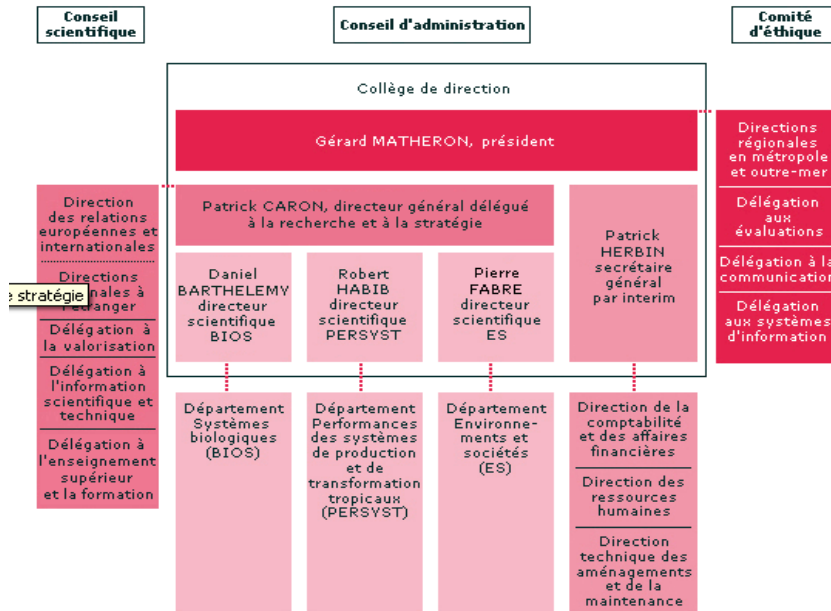 Conseil
scientifique
Conseil d'administration
Comité
d'éthique
Collège de direction
Gérard MATHERON, président
Directions
régionales
en métropole
et outre-mer
Délégation
aux
évaluations
Délégation à la
communication
Délégation
aux systèmes
d'information
Direction
des relations
européennes et
internationales
Directions
à
stratégie
Délégation à
la valorisation
Délégation à
l'information
scientifique et
technique
Délégation à
l'enseignement
supérieur
et la formation
Patrick CARON, directeur général délégué
à la recherche et à la stratégie
Patrick
HERBIN
secrétaire
général
par interim
Daniel
BARTHELEMY
directeur
scientifique
BIOS
Robert
HABIB
directeur
scientifique
PERSYST
Pierre
FABRE
directeur
scientifique
ES
Département
Systèmes
biologiques
(BIOS)
Département
Performances
des systèmes
de production
et de
transformation
tropicaux
(PERSYST)
Département
Environne-
ments et
sociétés
(ES)
Direction de la
comptabilité
et des affaires
financières
Direction des
ressources
humaines
Direction
technique des
aménagements
et de la
maintenance